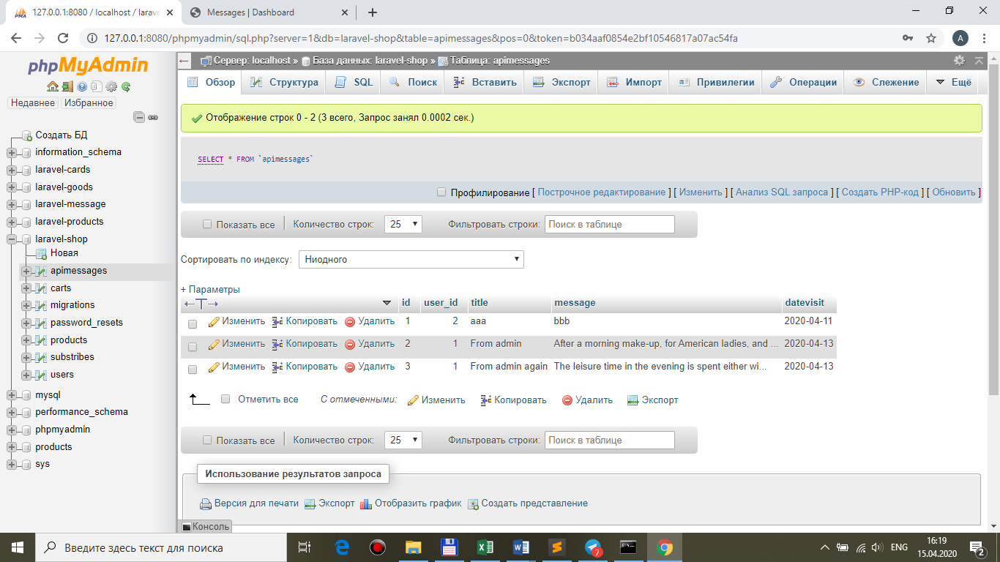 127.0.0.1:8080 / localhost / larave
Messages | Dashboard
127.0.0.1:8080/phpmyadmin/sql.php?server=1&db=laravel-shop&table=apimessages&pos=0&token=b034aaf0854e2bf10546817a07ac54fa
A
phpMyAdmin
Недавнее Избранное
Создать БД
information_schema
laravel-cards
laravel-goods
laravel-message
laravel-products
laravel-shop
Новая
apimessages
carts
migrations
password_resets
products
substribes
users
mysql
performance_schema
phpmyadmin
products
sys
Сервер: localhost » База данных: laravel-shop » Таблица: apimessages
Обзор Структура SQL Поиск Вставить Экспорт Импорт Привилегии Операции Слежение Ещё
Отображение строк 0 - 2 (3 всего, Запрос занял 0.0002 сек.)
SELECT * FROM `apimessages`
Профилирование [ Построчное редактирование ] [ Изменить ] [ Анализ SQL запроса ] [ Создать PHP-код ] [ Обновить ]
Показать все Количество строк: 25 Фильтровать строки: Поиск в таблице
Сортировать по индексу: Ниодного
+ Параметры
id user_id title message datevisit
Изменить Копировать Удалить 1 2 aaa bbb 2020-04-11
Изменить Копировать Удалить 2 1 From admin After a morning make-up, for American ladies, and ... 2020-04-13
Изменить Копировать Удалить 3 1 From admin again The leisure time in the evening is spent either wi... 2020-04-13
Отметить все С отмеченными: Изменить Копировать Удалить Экспорт
Показать все Количество строк: 25 Фильтровать строки: Поиск в таблице
Использование результатов запроса
Версия для печати Экспорт Отобразить график Создать представление
Консоль
Введите здесь текст для поиска
7
ENG
16:19
15.04.2020
2